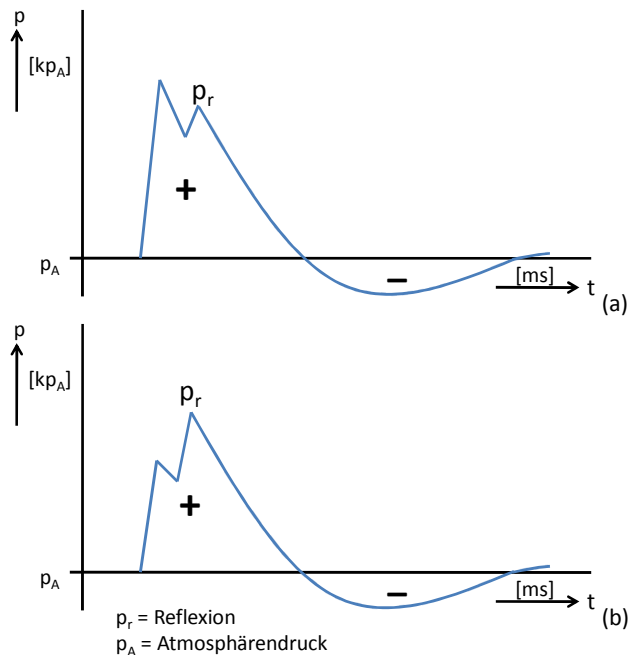 p
[kpA]
pr
+
pA
–
[ms]
t
(a)
p
[kpA]
pr
+
pA
–
[ms]
t
(b)
pr = Reflexion
pA = Atmosphärendruck